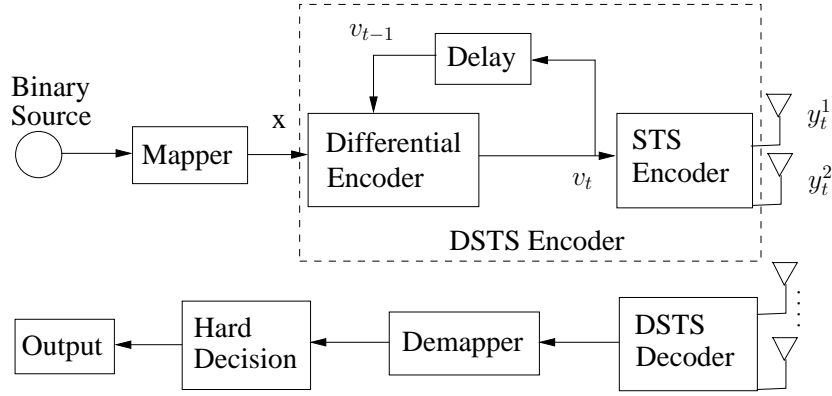 Binary
Source
Mapper
x
v_{t-1}
Delay
Differential
Encoder
v_t
STS
Encoder
y_t^1
y_t^2
DSTS Encoder
Output
Hard
Decision
Demapper
DSTS
Decoder